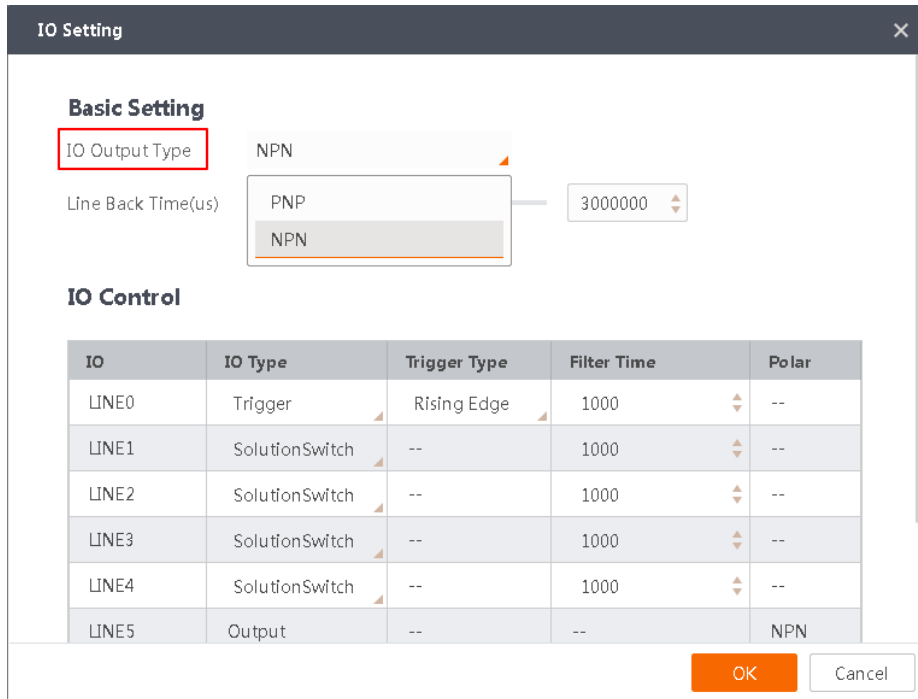 IO Setting
Basic Setting
IO Output Type NPN
PNP
Line Back Time(us) 3000000
NPN
IO Control
IO IO Type Trigger Type Filter Time Polar
LINE0 Trigger Rising Edge 1000 --
LINE1 SolutionSwitch -- 1000 --
LINE2 SolutionSwitch -- 1000 --
LINE3 SolutionSwitch -- 1000 --
LINE4 SolutionSwitch -- 1000 --
LINE5 Output -- -- NPN
OK Cancel